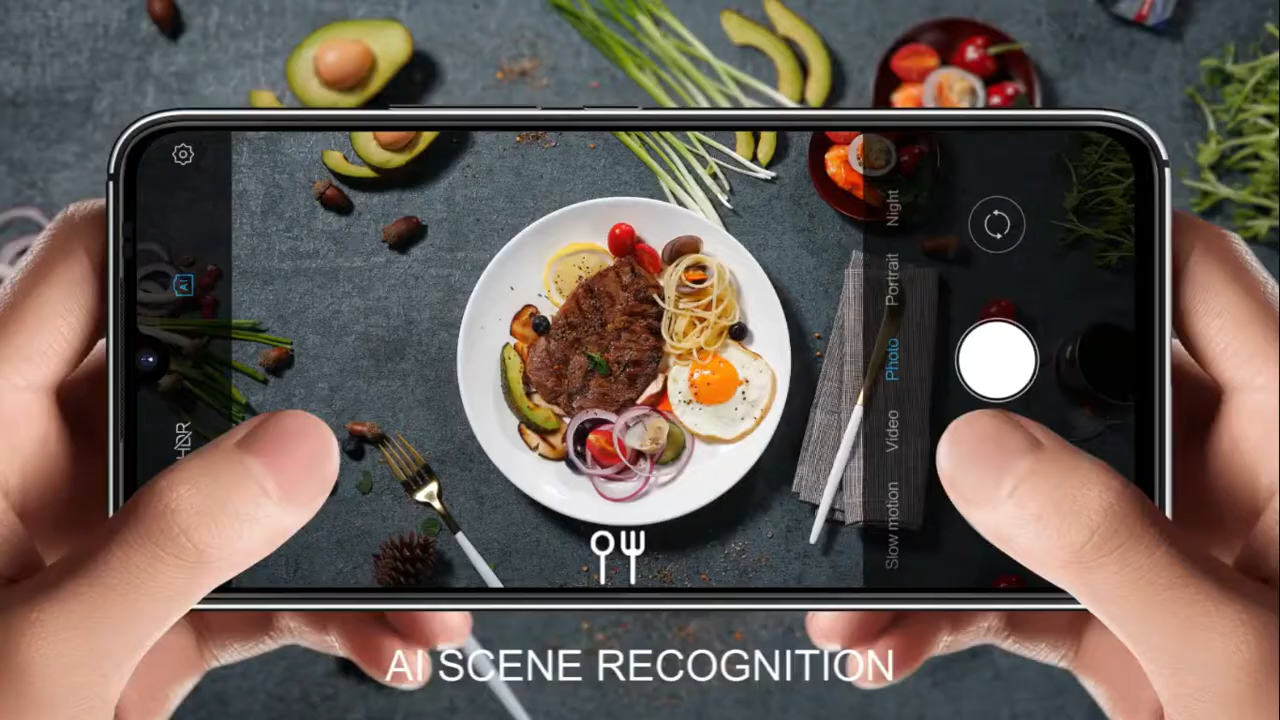 AI
HDR
Night
Portrait
Photo
Video
Slow motion
AI SCENE RECOGNITION